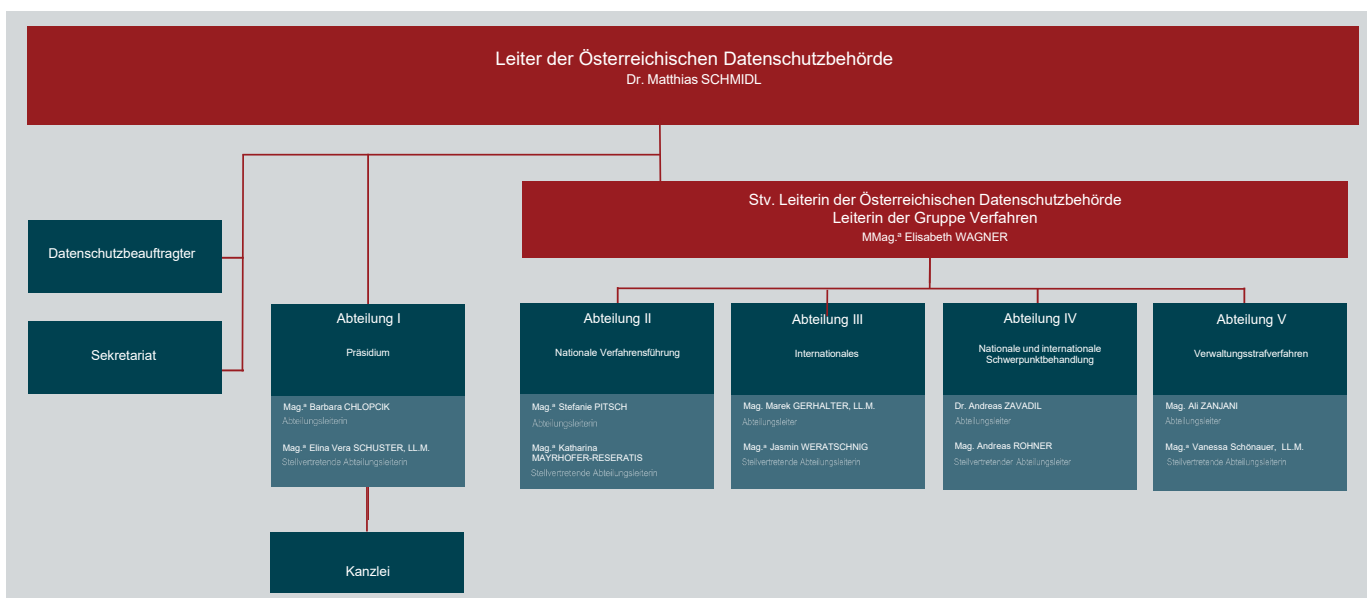 Leiter der Österreichischen Datenschutzbehörde
Dr. Matthias SCHMIDL
Stv. Leiterin der Österreichischen Datenschutzbehörde
Leiterin der Gruppe Verfahren
MMag.ª Elisabeth WAGNER
Datenschutzbeauftragter
Sekretariat
Abteilung I
Präsidium
Mag.ª Barbara CHLOPCIK
Abteilungsleiterin
Mag.ª Elina Vera SCHUSTER, LL.M.
Stellvertretende Abteilungsleiterin
Kanzlei
Abteilung II
Nationale Verfahrensführung
Mag.ª Stefanie PITSCH
Abteilungsleiterin
Mag.ª Katharina
MAYRHOFER-RESERATIS
Stellvertretende Abteilungsleiterin
Abteilung III
Internationales
Mag. Marek GERHALTER, LL.M.
Abteilungsleiter
Mag.ª Jasmin WERATSCHNIG
Stellvertretende Abteilungsleiterin
Abteilung IV
Nationale und internationale
Schwerpunktbehandlung
Dr. Andreas ZAVADIL
Abteilungsleiter
Mag. Andreas ROHNER
Stellvertretender Abteilungsleiter
Abteilung V
Verwaltungsstrafverfahren
Mag. Ali ZANJANI
Abteilungsleiter
Mag.ª Vanessa Schönauer, LL.M.
Stellvertretende Abteilungsleiterin